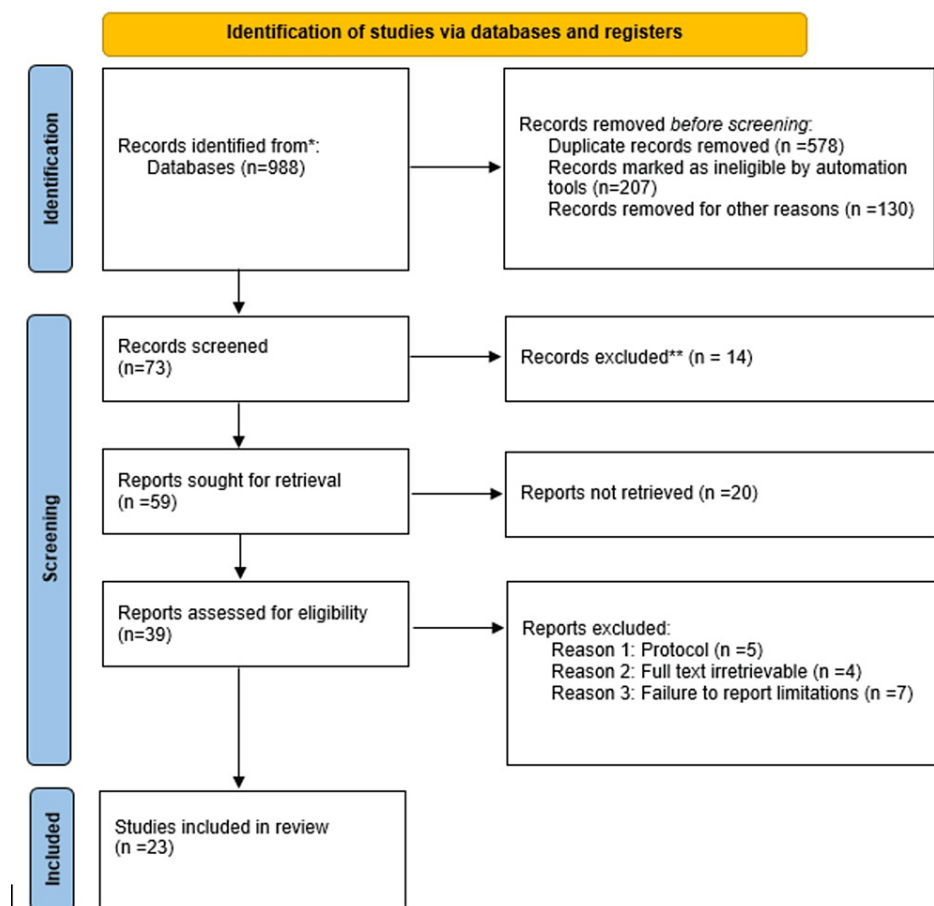 Identification of studies via databases and registers
Identification
Records identified from*:
Databases (n=988)
Records removed before screening:
Duplicate records removed (n =578)
Records marked as ineligible by automation
tools (n=207)
Records removed for other reasons (n =130)
Screening
Records screened
(n=73)
Records excluded** (n = 14)
Reports sought for retrieval
(n =59)
Reports not retrieved (n =20)
Reports assessed for eligibility
(n=39)
Reports excluded:
Reason 1: Protocol (n =5)
Reason 2: Full text irretrievable (n =4)
Reason 3: Failure to report limitations (n =7)
Included
Studies included in review
(n =23)